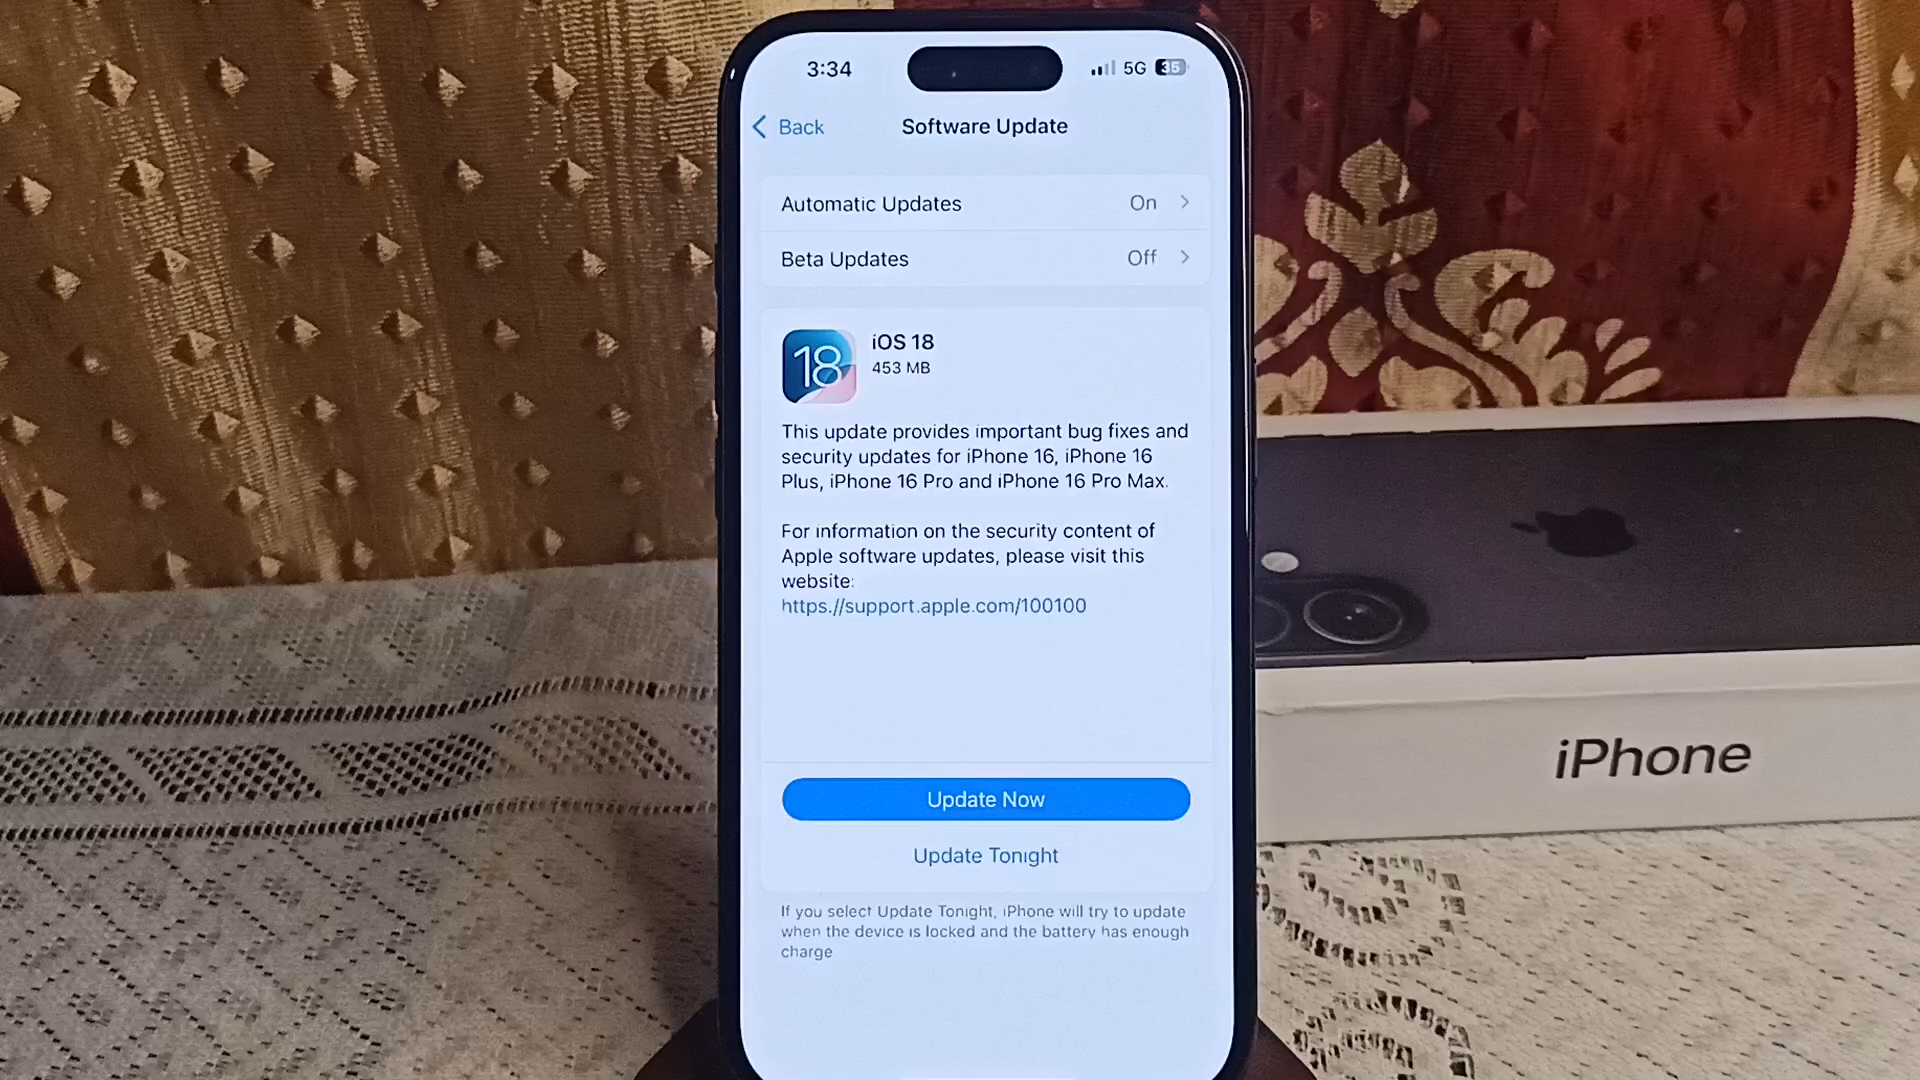 3:34 5G 35
Back Software Update
Automatic Updates On
Beta Updates Off
18
iOS 18
453 MB
This update provides important bug fixes and
security updates for iPhone 16, iPhone 16
Plus, iPhone 16 Pro and iPhone 16 Pro Max.
For information on the security content of
Apple software updates, please visit this
website:
https://support.apple.com/100100
Update Now
Update Tonight
If you select Update Tonight, iPhone will try to update
when the device is locked and the battery has enough
charge
iPhone